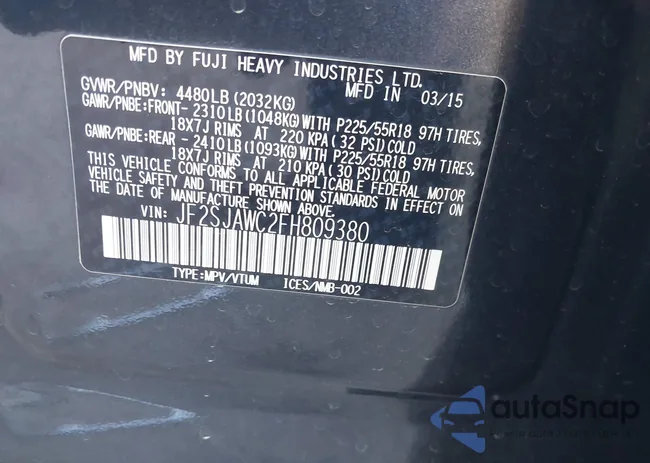 MFD BY FUJI HEAVY INDUSTRIES LTD.
GVWR/PNBV: 4480LB(2032KG) MFD IN 03/15
GAWR/PNBE:FRONT- 2310LB(1048KG)WITH P225/55R18 97H TIRES,
18X7J RIMS AT 220 KPA( 32 PSI)COLD
GAWR/PNBE:REAR - 2410LB(1093KG)WITH P225/55R18 97H TIRES,
18X7J RIMS AT 210 KPA( 30 PSI)COLD
THIS VEHICLE CONFORMS TO ALL APPLICABLE FEDERAL MOTOR
VEHICLE SAFETY AND THEFT PREVENTION STANDARDS IN EFFECT ON
THE DATE OF MANUFACTURE SHOWN ABOVE.
VIN: JF2SJAWC2FH809380
TYPE:MPV/VTUM ICES/NMB-002
autoSnap